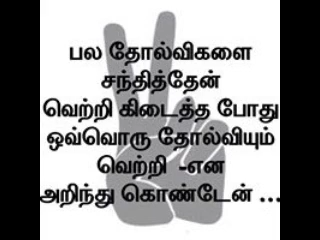 பல தோல்விகளை
சந்தித்தேன்
வெற்றி கிடைத்த போது
ஒவ்வொரு தோல்வியும்
வெற்றி -என
அறிந்து கொண்டேன் ...